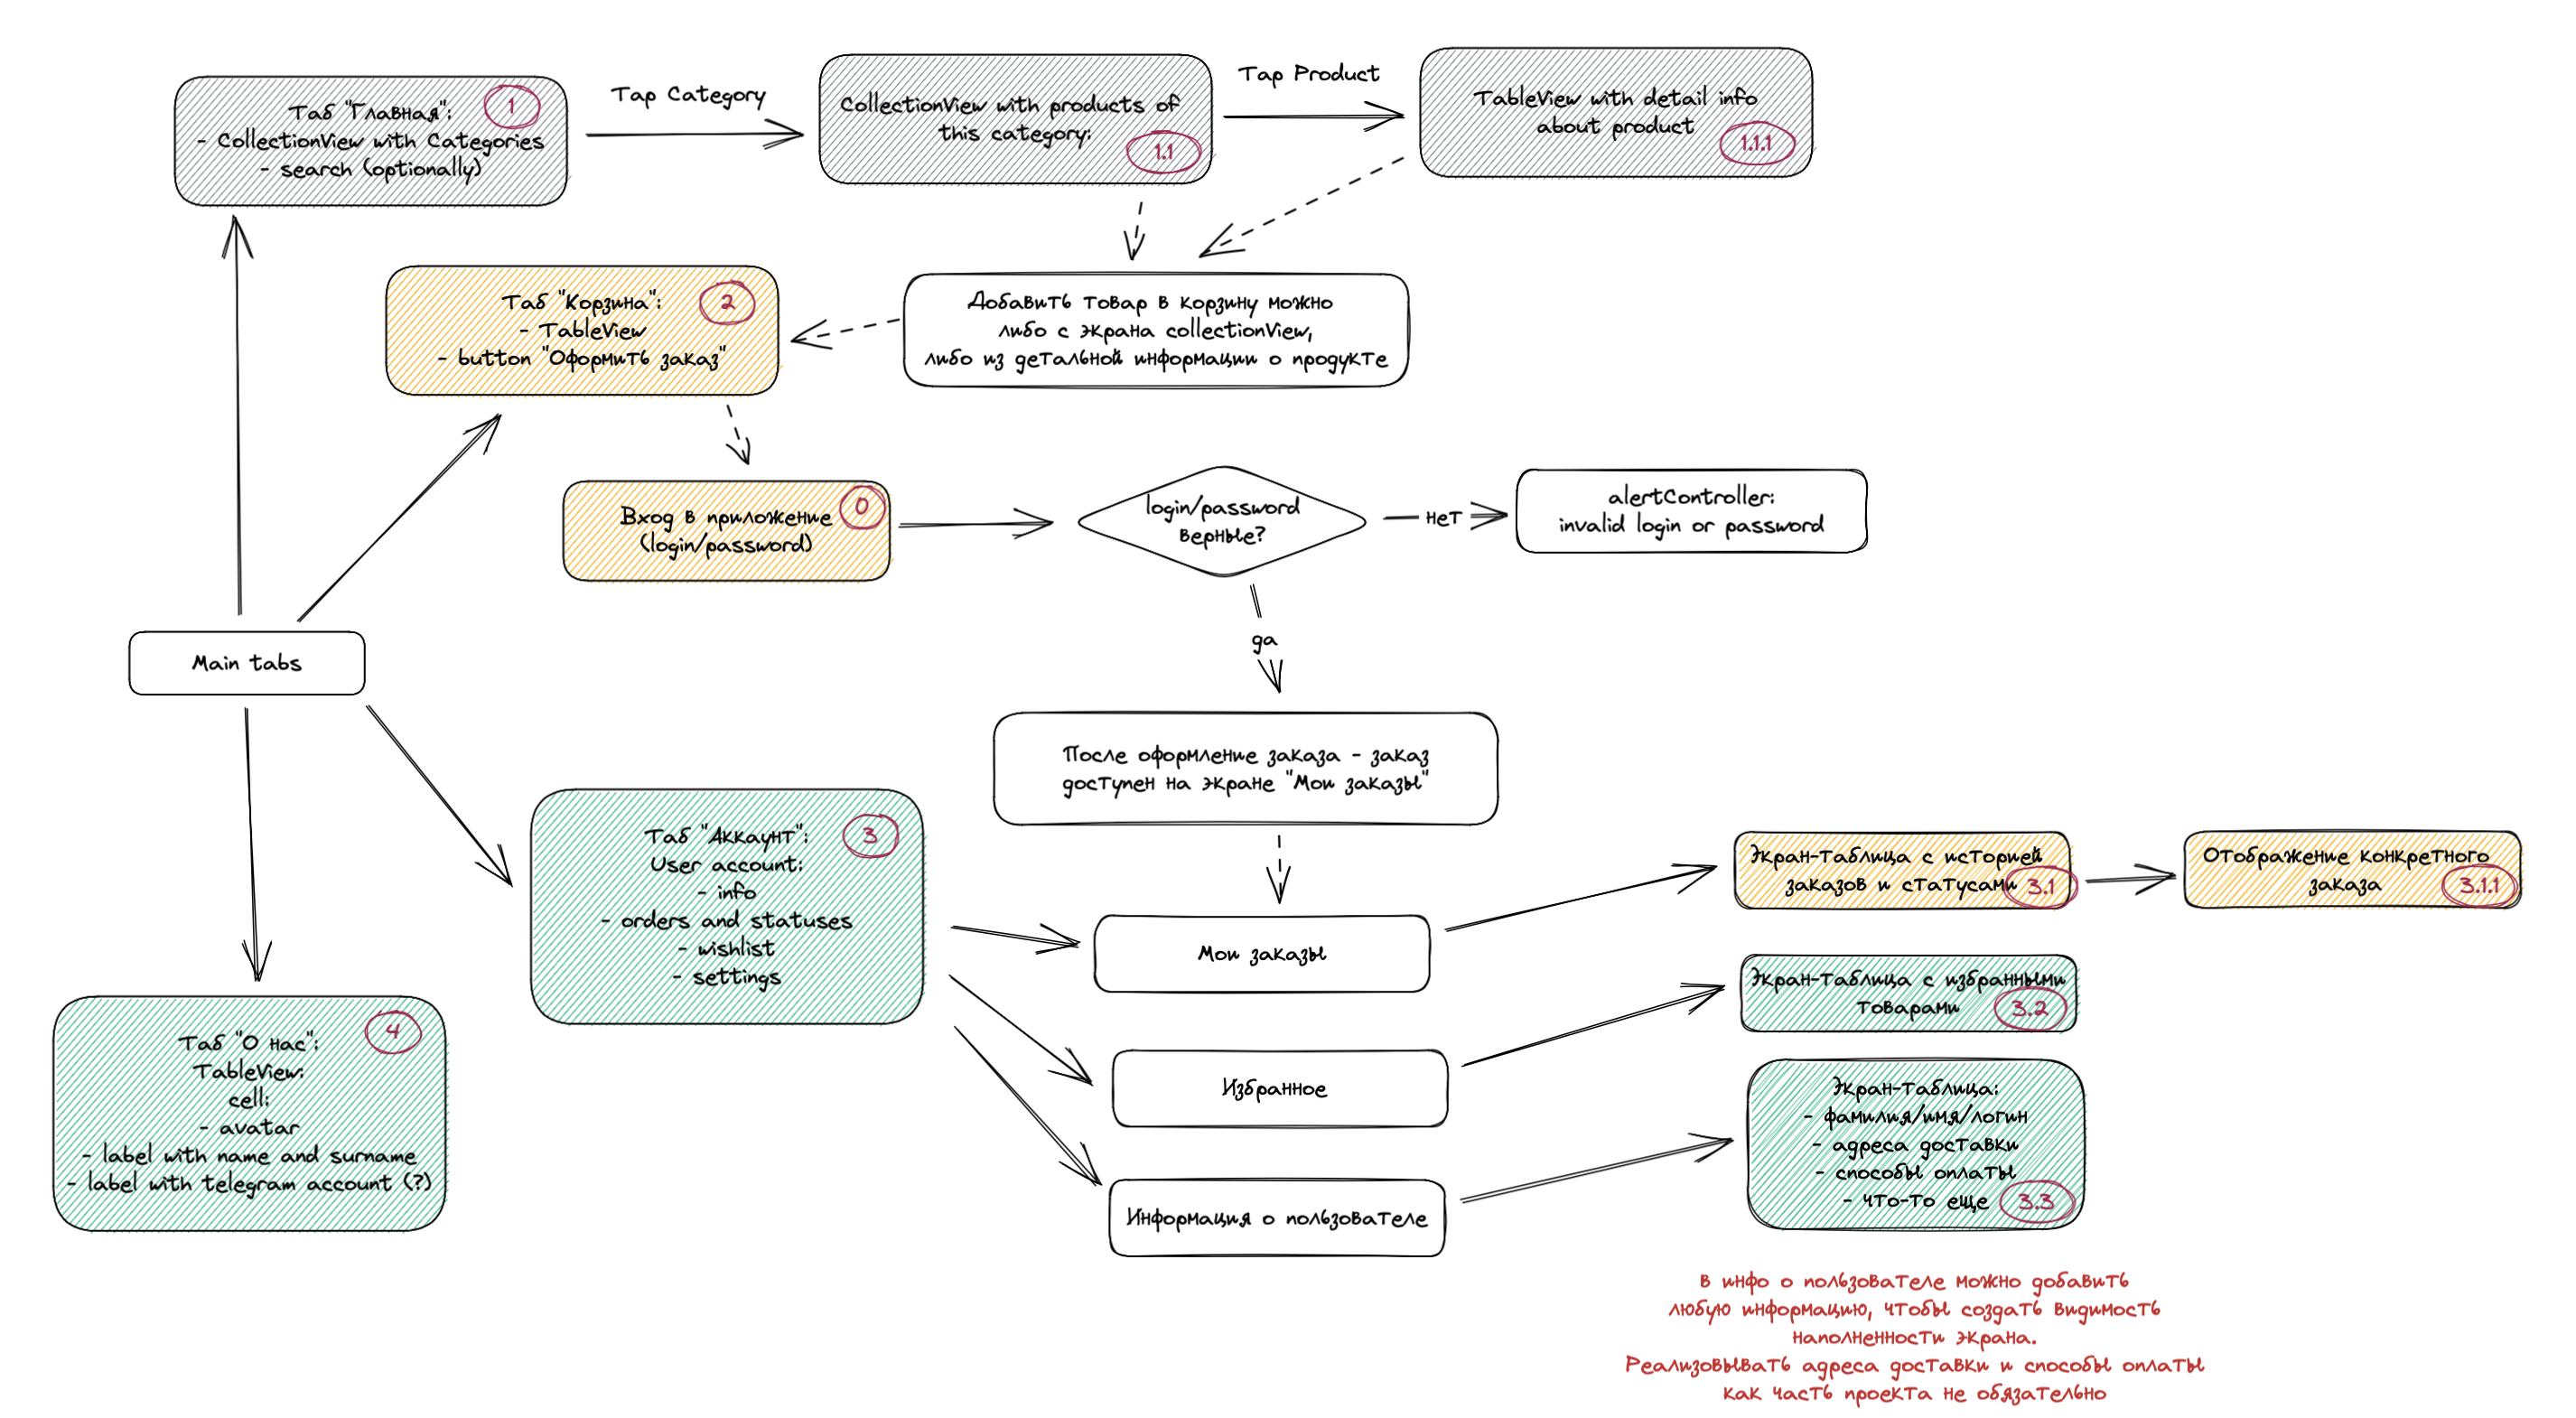 Таб "Главная":
- CollectionView with Categories
- search (optionally)
1
Tap Category
CollectionView with products of
this category:
1.1
Tap Product
TableView with detail info
about product
1.1.1
Таб "Корзина":
- TableView
- button "Оформить заказ"
2
Добавить товар в корзину можно
либо с экрана collectionView,
либо из детальной информации о продукте
Вход в приложение
(login/password)
0
login/password
верные?
нет
alertController:
invalid login or password
да
Main tabs
После оформление заказа - заказ
доступен на экране "Мои заказы"
Таб "Аккаунт":
User account:
- info
- orders and statuses
- wishlist
- settings
3
Мои заказы
Экран-таблица с историей
заказов и статусами
3.1
Отображение конкретного
заказа
3.1.1
Избранное
Экран-таблица с избранными
товарами
3.2
Информация о пользователе
Экран-таблица:
- фамилия/имя/логин
- адреса доставки
- способы оплаты
- что-то еще
3.3
Таб "О нас":
TableView:
cell:
- avatar
- label with name and surname
- label with telegram account (?)
4
В инфо о пользователе можно добавить
любую информацию, чтобы создать видимость
наполненности экрана.
Реализовывать адреса доставки и способы оплаты
как часть проекта не обязательно